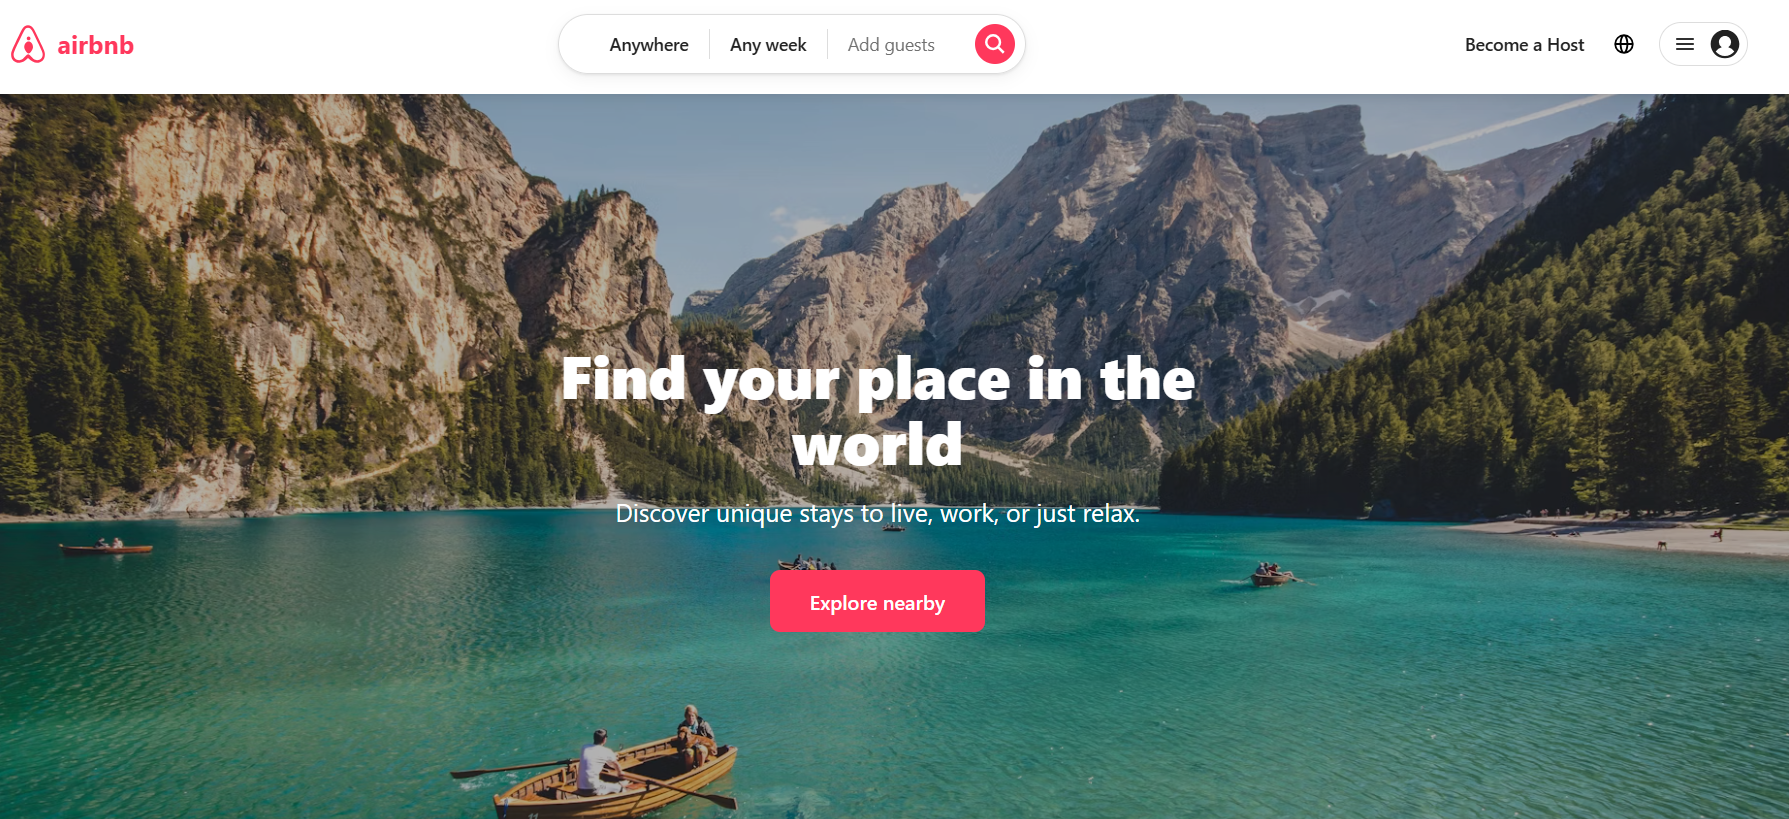 airbnb
Anywhere
Any week
Add guests
Become a Host
Find your place in the
world
Discover unique stays to live, work, or just relax.
Explore nearby